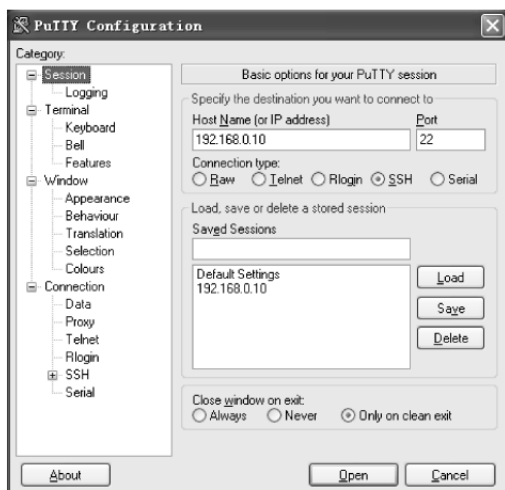 PuTTY Configuration
Category:
Session
Logging
Terminal
Keyboard
Bell
Features
Window
Appearance
Behaviour
Translation
Selection
Colours
Connection
Data
Proxy
Telnet
Rlogin
SSH
Serial
Basic options for your PuTTY session
Specify the destination you want to connect to
Host Name (or IP address) Port
192.168.0.10 22
Connection type:
Raw Telnet Rlogin SSH Serial
Load, save or delete a stored session
Saved Sessions
Default Settings
192.168.0.10
Load
Save
Delete
Close window on exit:
Always Never Only on clean exit
About Open Cancel